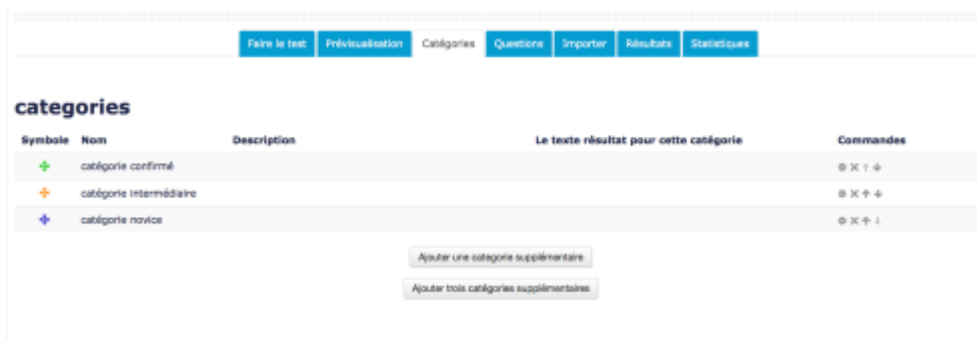 Faire le test Prévisualisation Catégories Questions Importer Résultats Statistiques
categories
Symbole Nom Description Le texte résultat pour cette catégorie Commandes
catégorie confirmé
catégorie intermédiaire
catégorie novice
Ajouter une categorie supplémentaire
Ajouter trois catégories supplémentaires